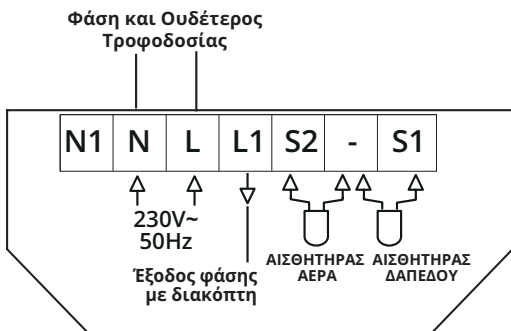 Φάση και Ουδέτερος
Τροφοδοσίας
N1 N L L1 S2 - S1
230V~
50Hz
Έξοδος φάσης
με διακόπτη
ΑΙΣΘΗΤΗΡΑΣ
ΑΕΡΑ
ΑΙΣΘΗΤΗΡΑΣ
ΔΑΠΕΔΟΥ